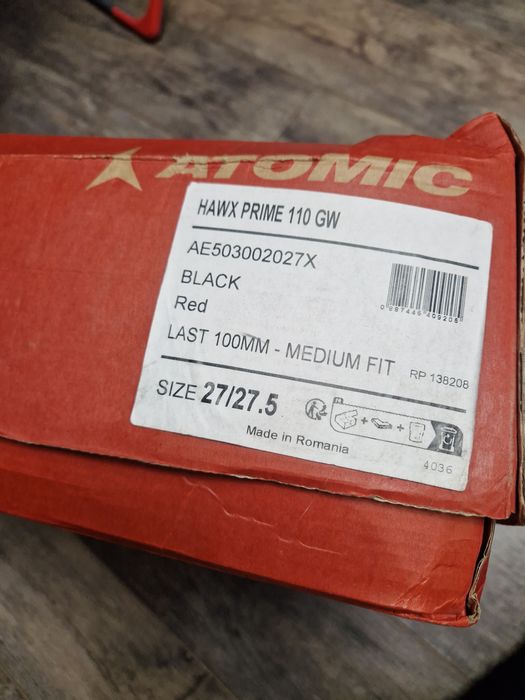 ATOMIC
HAWX PRIME 110 GW
AE503002027X
BLACK
Red
LAST 100MM - MEDIUM FIT
RP 138208
SIZE 27/27.5
Made in Romania
4036